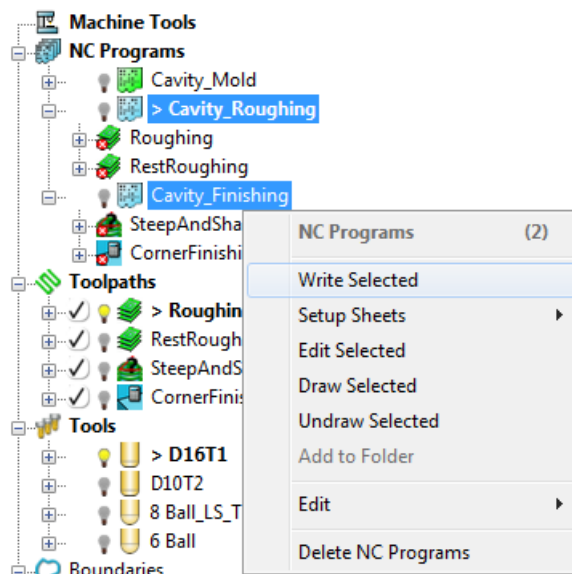 Machine Tools
NC Programs
Cavity_Mold
> Cavity_Roughing
Roughing
RestRoughing
Cavity_Finishing
SteepAndSha
CornerFinishi
Toolpaths
> Roughin
RestRough
SteepAndS
CornerFinis
Tools
> D16T1
D10T2
8 Ball_LS_T
6 Ball
Boundaries
NC Programs (2)
Write Selected
Setup Sheets
Edit Selected
Draw Selected
Undraw Selected
Add to Folder
Edit
Delete NC Programs